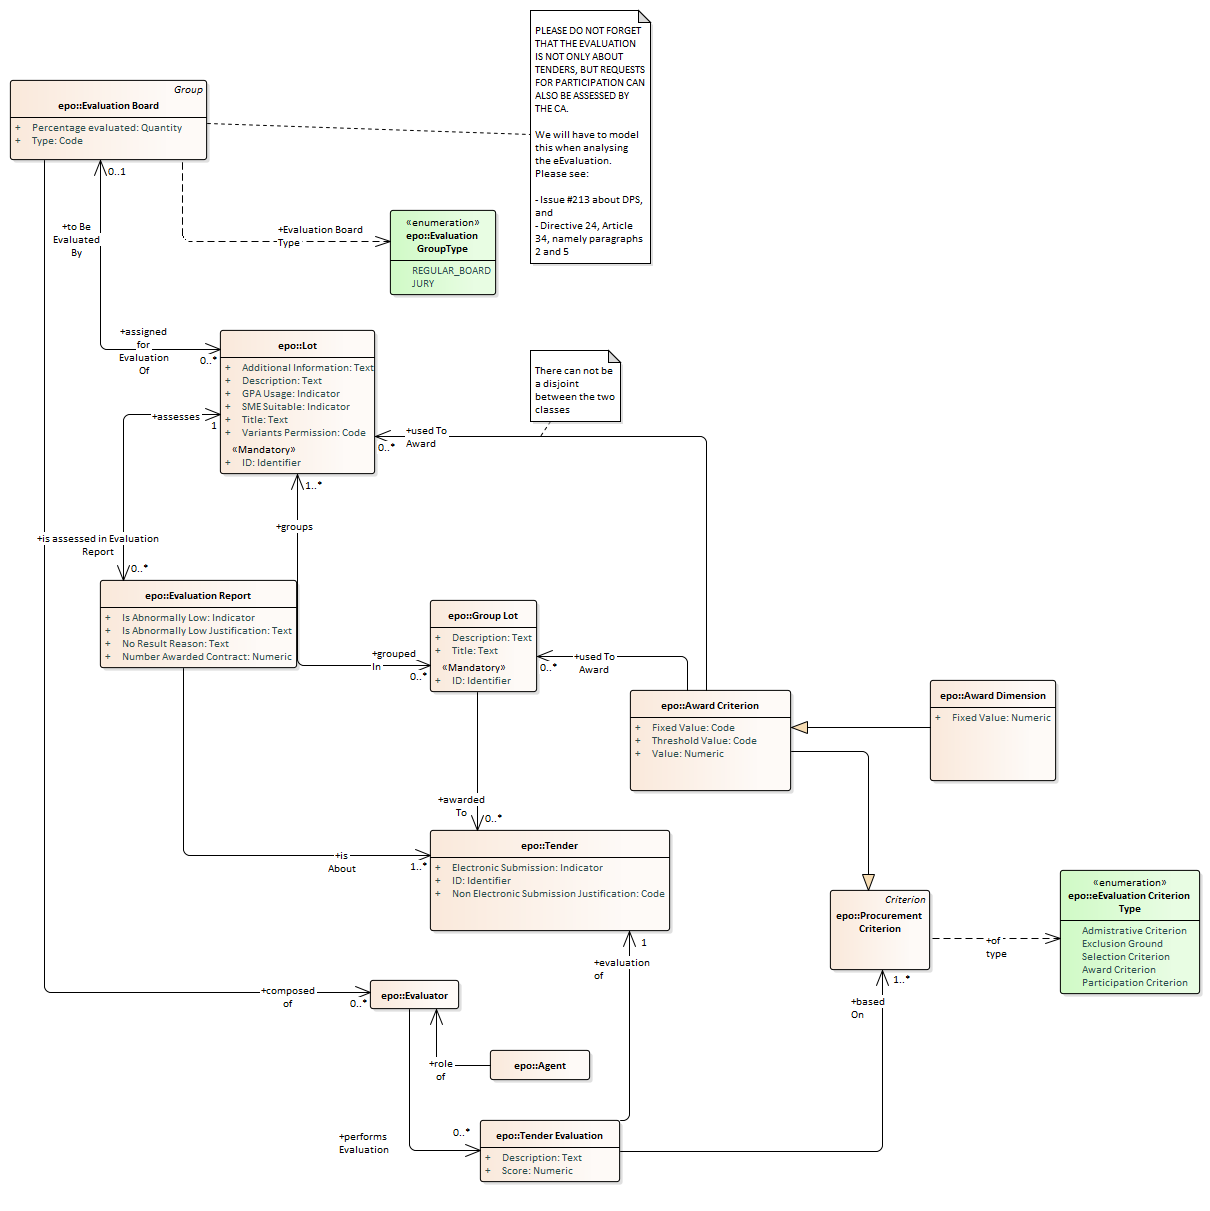 PLEASE DO NOT FORGET
THAT THE EVALUATION
IS NOT ONLY ABOUT
TENDERS, BUT REQUESTS
FOR PARTICIPATION CAN
ALSO BE ASSESSED BY
THE CA.
We will have to model
this when analysing
the eEvaluation.
Please see:
- Issue #213 about DPS,
and
- Directive 24, Article
34, namely paragraphs
2 and 5
Group
epo::Evaluation Board
+ Percentage evaluated: Quantity
+ Type: Code
0..1
+to Be
Evaluated
By
+Evaluation Board
Type
«enumeration»
epo::Evaluation
GroupType
REGULAR_BOARD
JURY
+assigned
for
Evaluation
Of
0..*
epo::Lot
+ Additional Information: Text
+ Description: Text
+ GPA Usage: Indicator
+ SME Suitable: Indicator
+ Title: Text
+ Variants Permission: Code
«Mandatory»
+ ID: Identifier
There can not be
a disjoint
between the two
classes
+assesses
1
+used To
Award
0..*
1..*
+groups
+is assessed in Evaluation
Report
0..*
epo::Evaluation Report
+ Is Abnormally Low: Indicator
+ Is Abnormally Low Justification: Text
+ No Result Reason: Text
+ Number Awarded Contract: Numeric
epo::Group Lot
+ Description: Text
+ Title: Text
«Mandatory»
+ ID: Identifier
+grouped
In
0..*
+used To
Award
0..*
epo::Award Criterion
+ Fixed Value: Code
+ Threshold Value: Code
+ Value: Numeric
epo::Award Dimension
+ Fixed Value: Numeric
+awarded
To
0..*
epo::Tender
+ Electronic Submission: Indicator
+ ID: Identifier
+ Non Electronic Submission Justification: Code
+is
About
1..*
Criterion
epo::Procurement
Criterion
«enumeration»
epo::eEvaluation Criterion
Type
Admistrative Criterion
Exclusion Ground
Selection Criterion
Award Criterion
Participation Criterion
+of
type
1
+evaluation
of
1..*
+based
On
+composed
of
0..*
epo::Evaluator
+role
of
epo::Agent
+performs
Evaluation
0..*
epo::Tender Evaluation
+ Description: Text
+ Score: Numeric